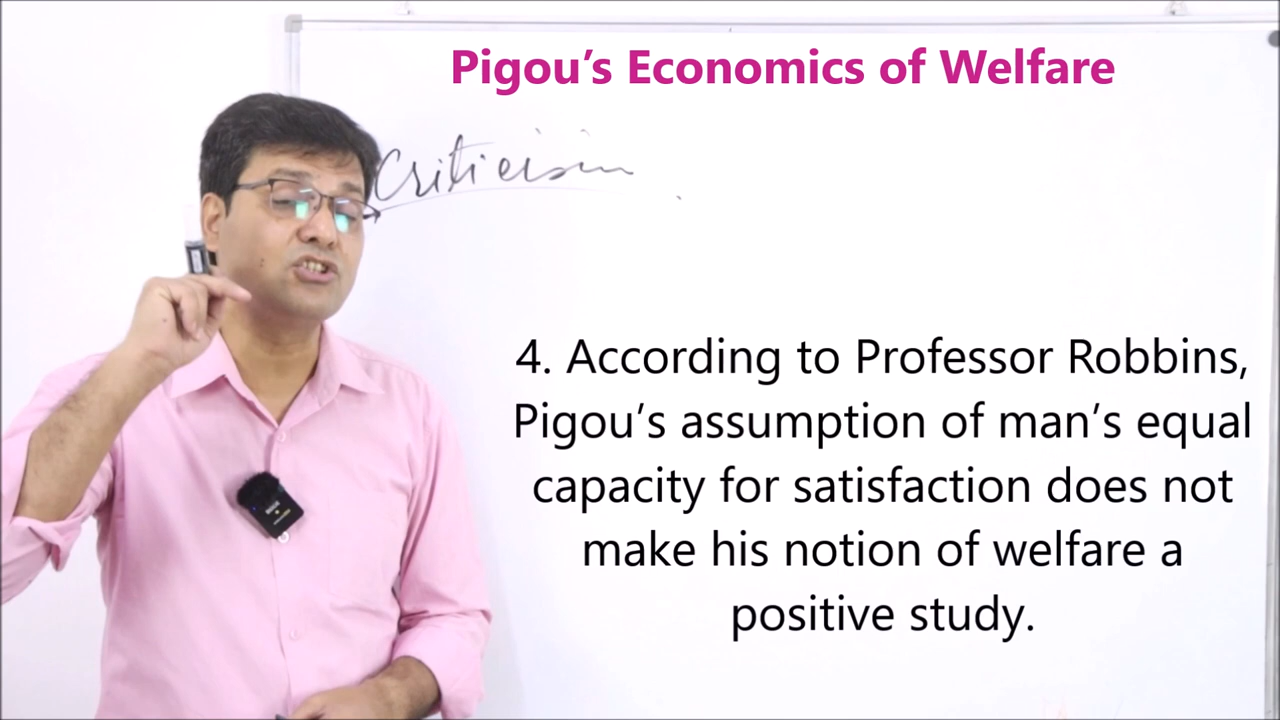 Pigou’s Economics of Welfare
Criticism
4. According to Professor Robbins,
Pigou’s assumption of man’s equal
capacity for satisfaction does not
make his notion of welfare a
positive study.